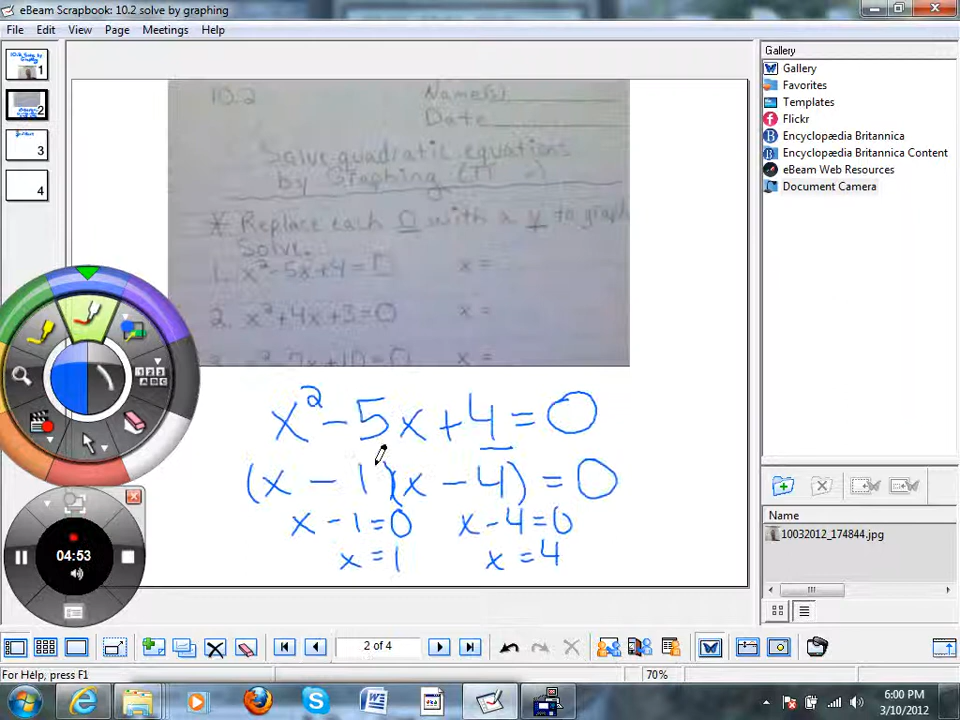 eBeam Scrapbook: 10.2 solve by graphing
File Edit View Page Meetings Help
Gallery
Gallery
Favorites
Templates
Flickr
Encyclopædia Britannica
Encyclopædia Britannica Content
eBeam Web Resources
Document Camera
1
2
3
4
10.2 Name(s)
Date
Solve quadratic equations
by Graphing
* Replace each 0 with a y to graph
Solve.
1. x²-5x+4=0 x =
2. x²+4x+3=0 x =
x =
x² - 5x + 4 = 0
(x - 1)(x - 4) = 0
x - 1 = 0 x - 4 = 0
x = 1 x = 4
04:53
Name
10032012_174844.jpg
2 of 4
For Help, press F1
70%
6:00 PM
3/10/2012